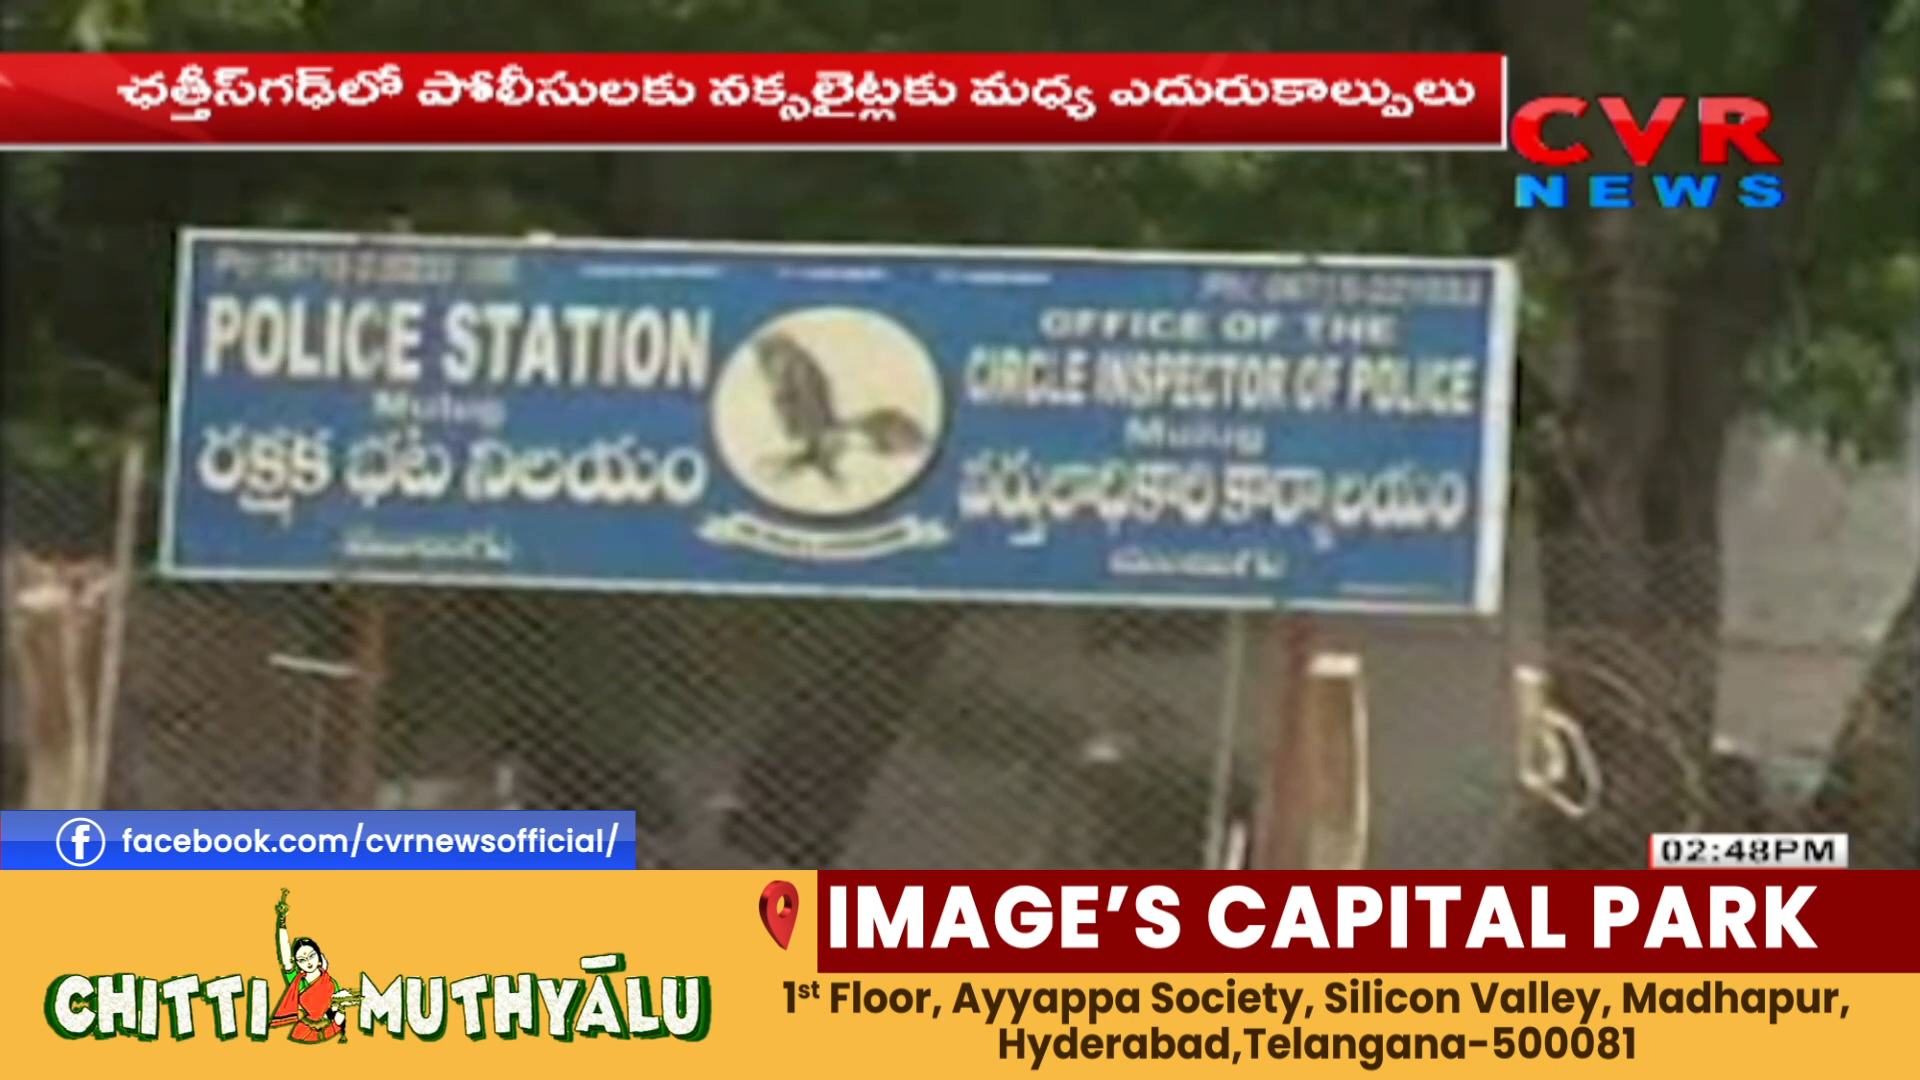 ఛత్తీస్‌గఢ్‌లో పోలీసులకు నక్సలైట్లకు మధ్య ఎదురుకాల్పులు
CVR
NEWS
POLICE STATION
Mulug
రక్షక భట నిలయం
ములుగు
OFFICE OF THE
CIRCLE INSPECTOR OF POLICE
Mulug
వర్తులాధికారి కార్యాలయం
ములుగు
facebook.com/cvrnewsofficial/
02:48PM
CHITTI MUTHYĀLU
IMAGE’S CAPITAL PARK
1st Floor, Ayyappa Society, Silicon Valley, Madhapur,
Hyderabad,Telangana-500081